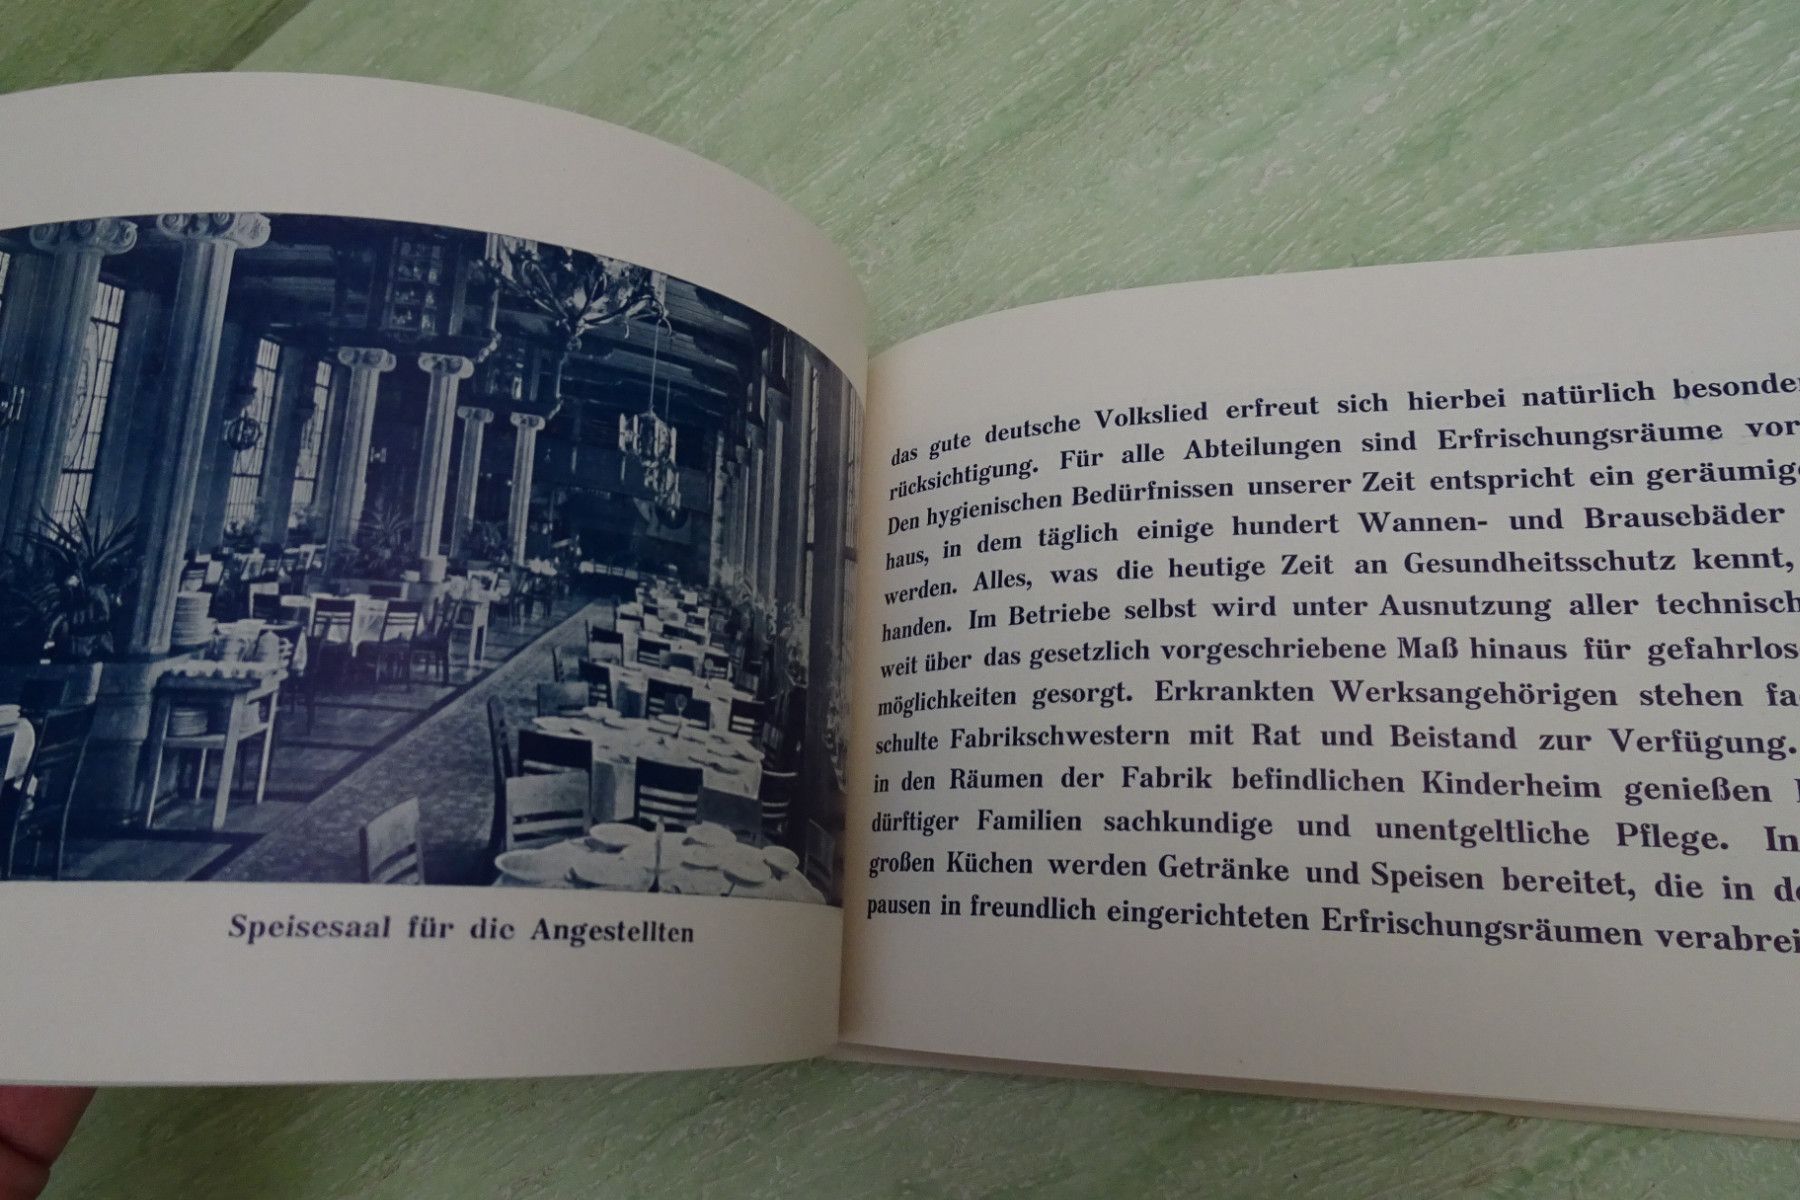 Speisesaal für die Angestellten
das gute deutsche Volkslied erfreut sich hierbei natürlich besonder
rücksichtigung. Für alle Abteilungen sind Erfrischungsräume vor
Den hygienischen Bedürfnissen unserer Zeit entspricht ein geräumige
haus, in dem täglich einige hundert Wannen- und Brausebäder
werden. Alles, was die heutige Zeit an Gesundheitsschutz kennt,
handen. Im Betriebe selbst wird unter Ausnutzung aller technisch
weit über das gesetzlich vorgeschriebene Maß hinaus für gefahrlos
möglichkeiten gesorgt. Erkrankten Werksangehörigen stehen fa
schulte Fabrikschwestern mit Rat und Beistand zur Verfügung.
in den Räumen der Fabrik befindlichen Kinderheim genießen
dürftiger Familien sachkundige und unentgeltliche Pflege. In
großen Küchen werden Getränke und Speisen bereitet, die in de
pausen in freundlich eingerichteten Erfrischungsräumen verabrei